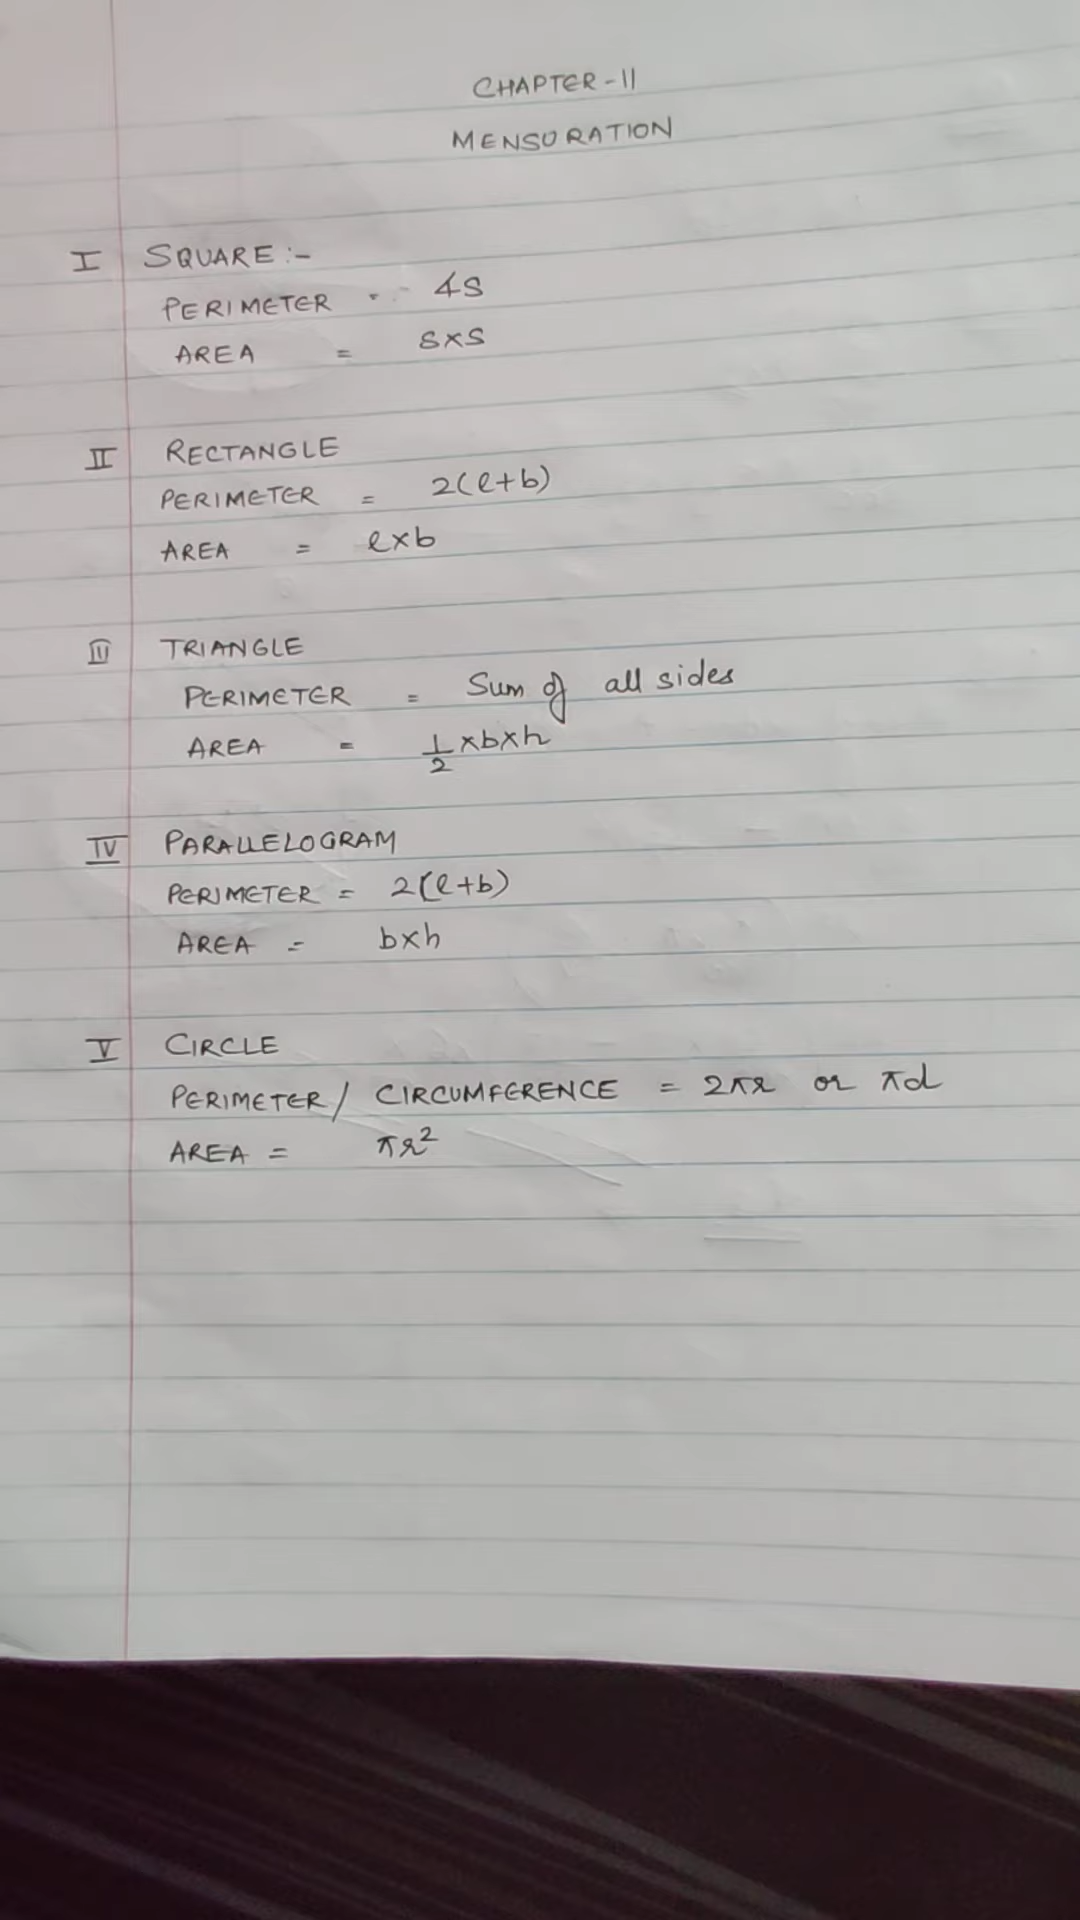 CHAPTER-11
MENSURATION
I SQUARE :-
PERIMETER = 4S
AREA = S×S
II RECTANGLE
PERIMETER = 2(l+b)
AREA = l×b
III TRIANGLE
PERIMETER = Sum of all sides
AREA = 1/2 ×b×h
IV PARALLELOGRAM
PERIMETER = 2(l+b)
AREA = b×h
V CIRCLE
PERIMETER / CIRCUMFERENCE = 2πr or πd
AREA = πr²